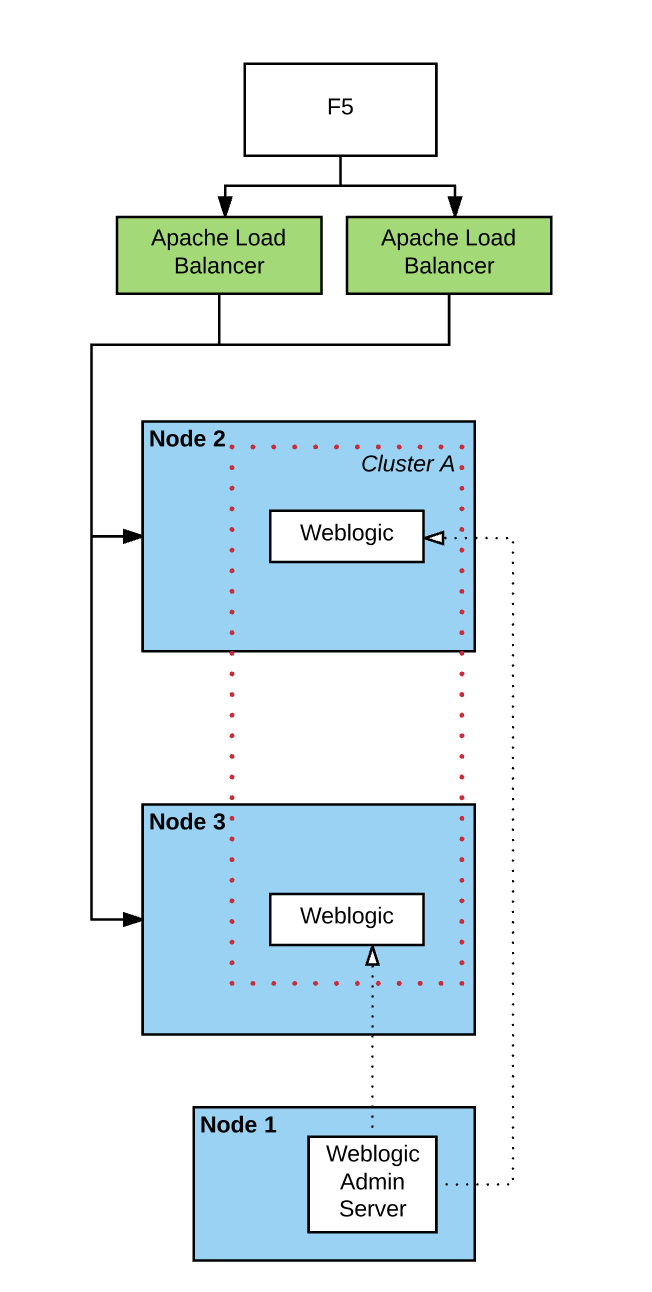 F5
Apache Load
Balancer
Apache Load
Balancer
Node 2
Cluster A
Weblogic
Node 3
Weblogic
Node 1
Weblogic
Admin
Server